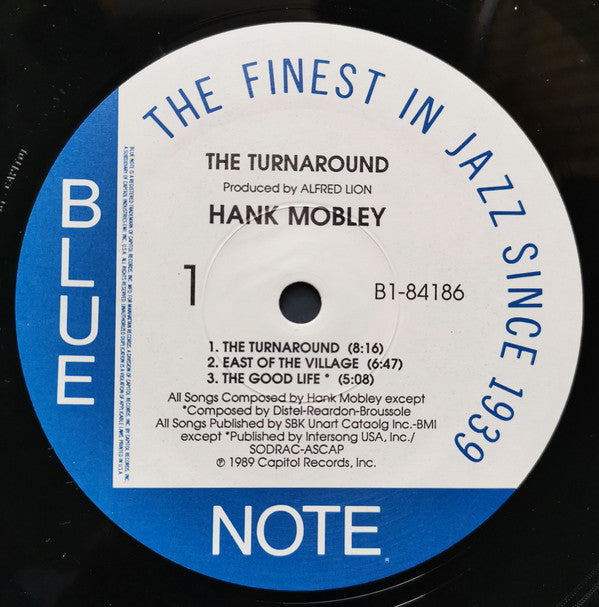 THE FINEST IN JAZZ SINCE 1939
THE TURNAROUND
Produced by ALFRED LION
HANK MOBLEY
1
B1-84186
1. THE TURNAROUND (8:16)
2. EAST OF THE VILLAGE (6:47)
3. THE GOOD LIFE * (5:08)
All Songs Composed by Hank Mobley except
*Composed by Distel-Reardon-Broussole
All Songs Published by SBK Unart Cataolg Inc.-BMI
except *Published by Intersong USA, Inc./
SODRAC-ASCAP
℗ 1989 Capitol Records, Inc.
BLUE
NOTE